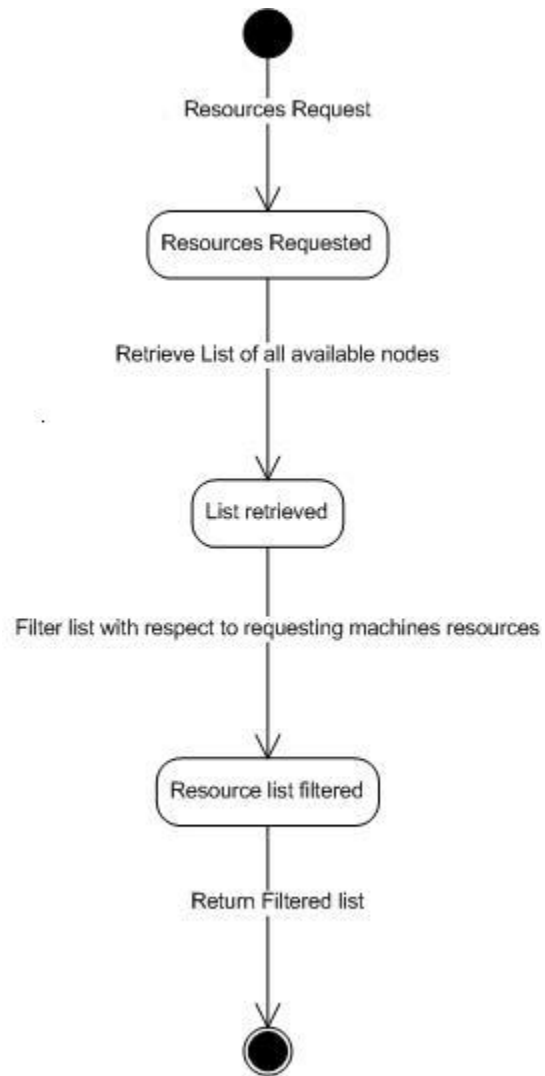 Resources Request
Resources Requested
Retrieve List of all available nodes
List retrieved
Filter list with respect to requesting machines resources
Resource list filtered
Return Filtered list